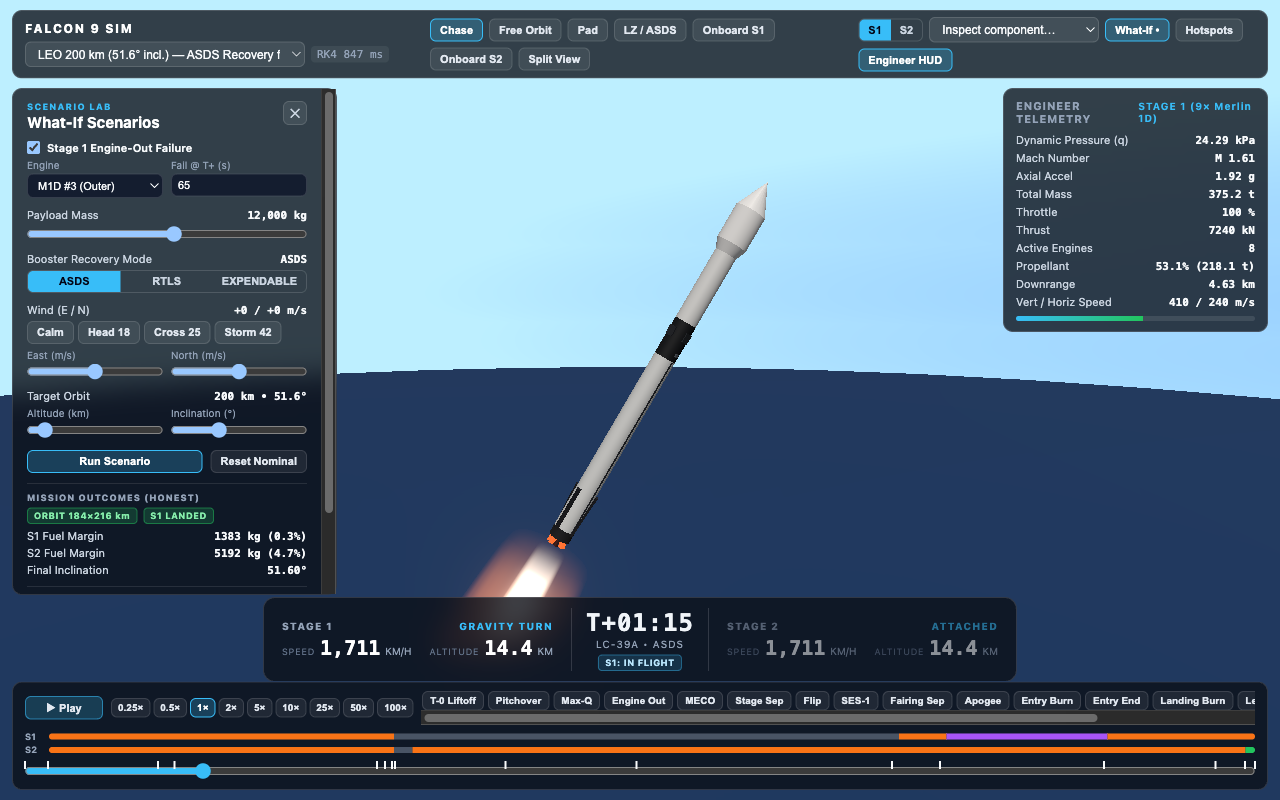 FALCON 9 SIM
LEO 200 km (51.6° incl.) — ASDS Recovery f
RK4 847 ms
Chase
Free Orbit
Pad
LZ / ASDS
Onboard S1
Onboard S2
Split View
S1
S2
Inspect component...
What-If •
Hotspots
Engineer HUD
SCENARIO LAB
What-If Scenarios
Stage 1 Engine-Out Failure
Engine
Fail @ T+ (s)
M1D #3 (Outer)
65
Payload Mass 12,000 kg
Booster Recovery Mode ASDS
ASDS
RTLS
EXPENDABLE
Wind (E / N) +0 / +0 m/s
Calm
Head 18
Cross 25
Storm 42
East (m/s)
North (m/s)
Target Orbit 200 km • 51.6°
Altitude (km)
Inclination (°)
Run Scenario
Reset Nominal
MISSION OUTCOMES (HONEST)
ORBIT 184×216 km
S1 LANDED
S1 Fuel Margin 1383 kg (0.3%)
S2 Fuel Margin 5192 kg (4.7%)
Final Inclination 51.60°
ENGINEER TELEMETRY
STAGE 1 (9× Merlin 1D)
Dynamic Pressure (q) 24.29 kPa
Mach Number M 1.61
Axial Accel 1.92 g
Total Mass 375.2 t
Throttle 100 %
Thrust 7240 kN
Active Engines 8
Propellant 53.1% (218.1 t)
Downrange 4.63 km
Vert / Horiz Speed 410 / 240 m/s
STAGE 1
GRAVITY TURN
SPEED 1,711 KM/H
ALTITUDE 14.4 KM
T+01:15
LC-39A • ASDS
S1: IN FLIGHT
STAGE 2
ATTACHED
SPEED 1,711 KM/H
ALTITUDE 14.4 KM
Play
0.25×
0.5×
1×
2×
5×
10×
25×
50×
100×
T-0 Liftoff
Pitchover
Max-Q
Engine Out
MECO
Stage Sep
Flip
SES-1
Fairing Sep
Apogee
Entry Burn
Entry End
Landing Burn
Le
S1
S2